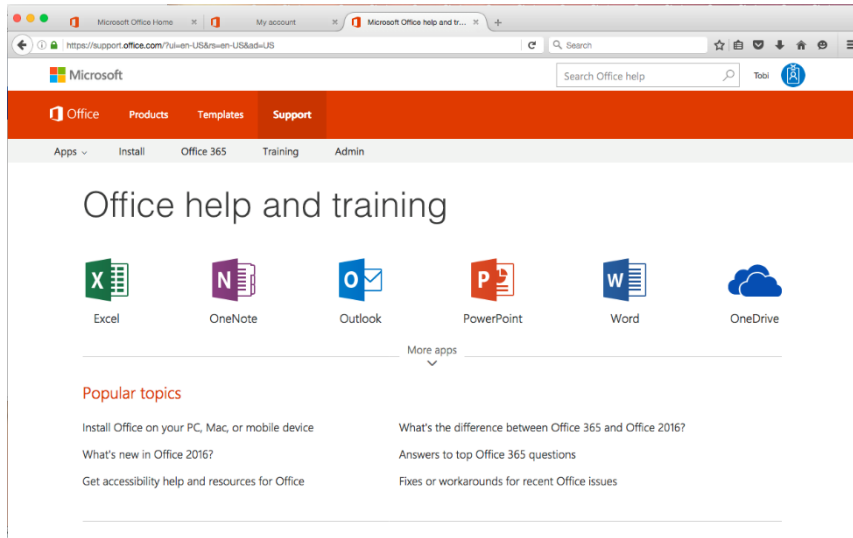 Microsoft Office Home
My account
Microsoft Office help and tr...
https://support.office.com/?ui=en-US&rs=en-US&ad=US
Search
Microsoft
Search Office help
Tobi
Office Products Templates Support
Apps Install Office 365 Training Admin
Office help and training
X N O P W
Excel OneNote Outlook PowerPoint Word OneDrive
More apps
Popular topics
Install Office on your PC, Mac, or mobile device
What's the difference between Office 365 and Office 2016?
What's new in Office 2016?
Answers to top Office 365 questions
Get accessibility help and resources for Office
Fixes or workarounds for recent Office issues